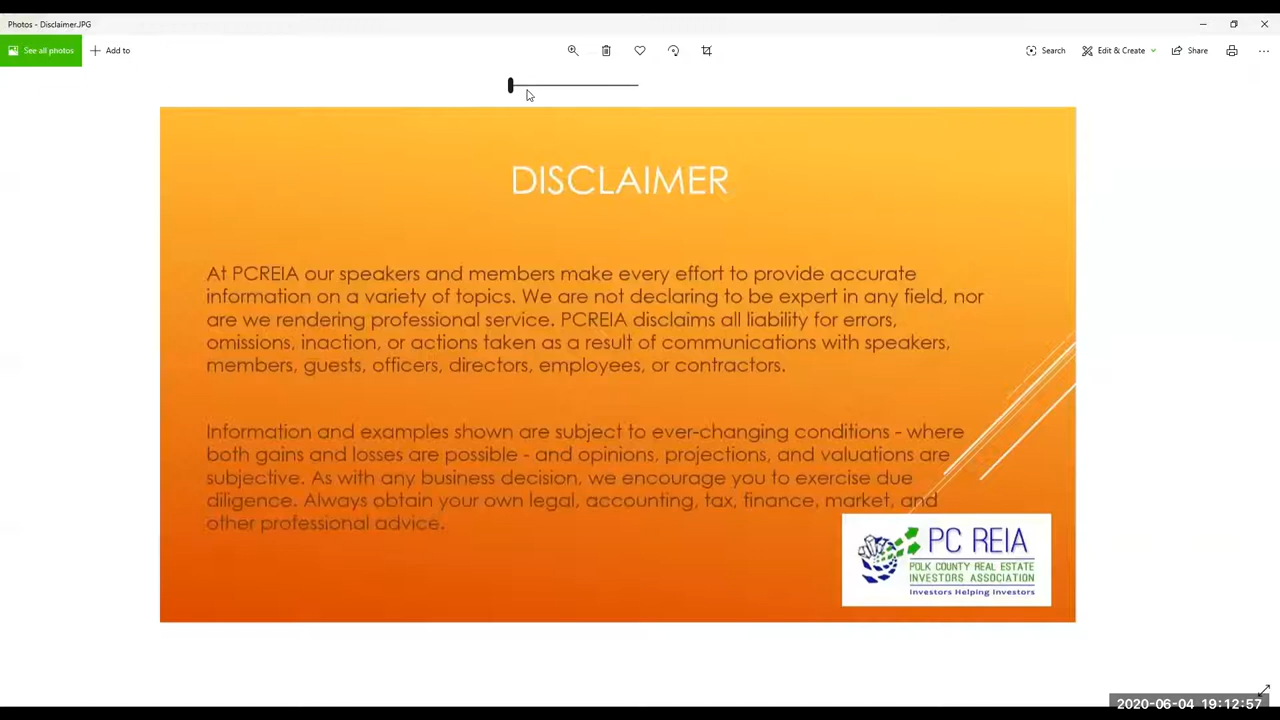 Photos - Disclaimer.JPG
See all photos
Add to
Search
Edit & Create
Share
DISCLAIMER
At PCREIA our speakers and members make every effort to provide accurate
information on a variety of topics. We are not declaring to be expert in any field, nor
are we rendering professional service. PCREIA disclaims all liability for errors,
omissions, inaction, or actions taken as a result of communications with speakers,
members, guests, officers, directors, employees, or contractors.
Information and examples shown are subject to ever-changing conditions - where
both gains and losses are possible - and opinions, projections, and valuations are
subjective. As with any business decision, we encourage you to exercise due
diligence. Always obtain your own legal, accounting, tax, finance, market, and
other professional advice.
PC REIA
POLK COUNTY REAL ESTATE
INVESTORS ASSOCIATION
Investors Helping Investors
2020-06-04 19:12:57